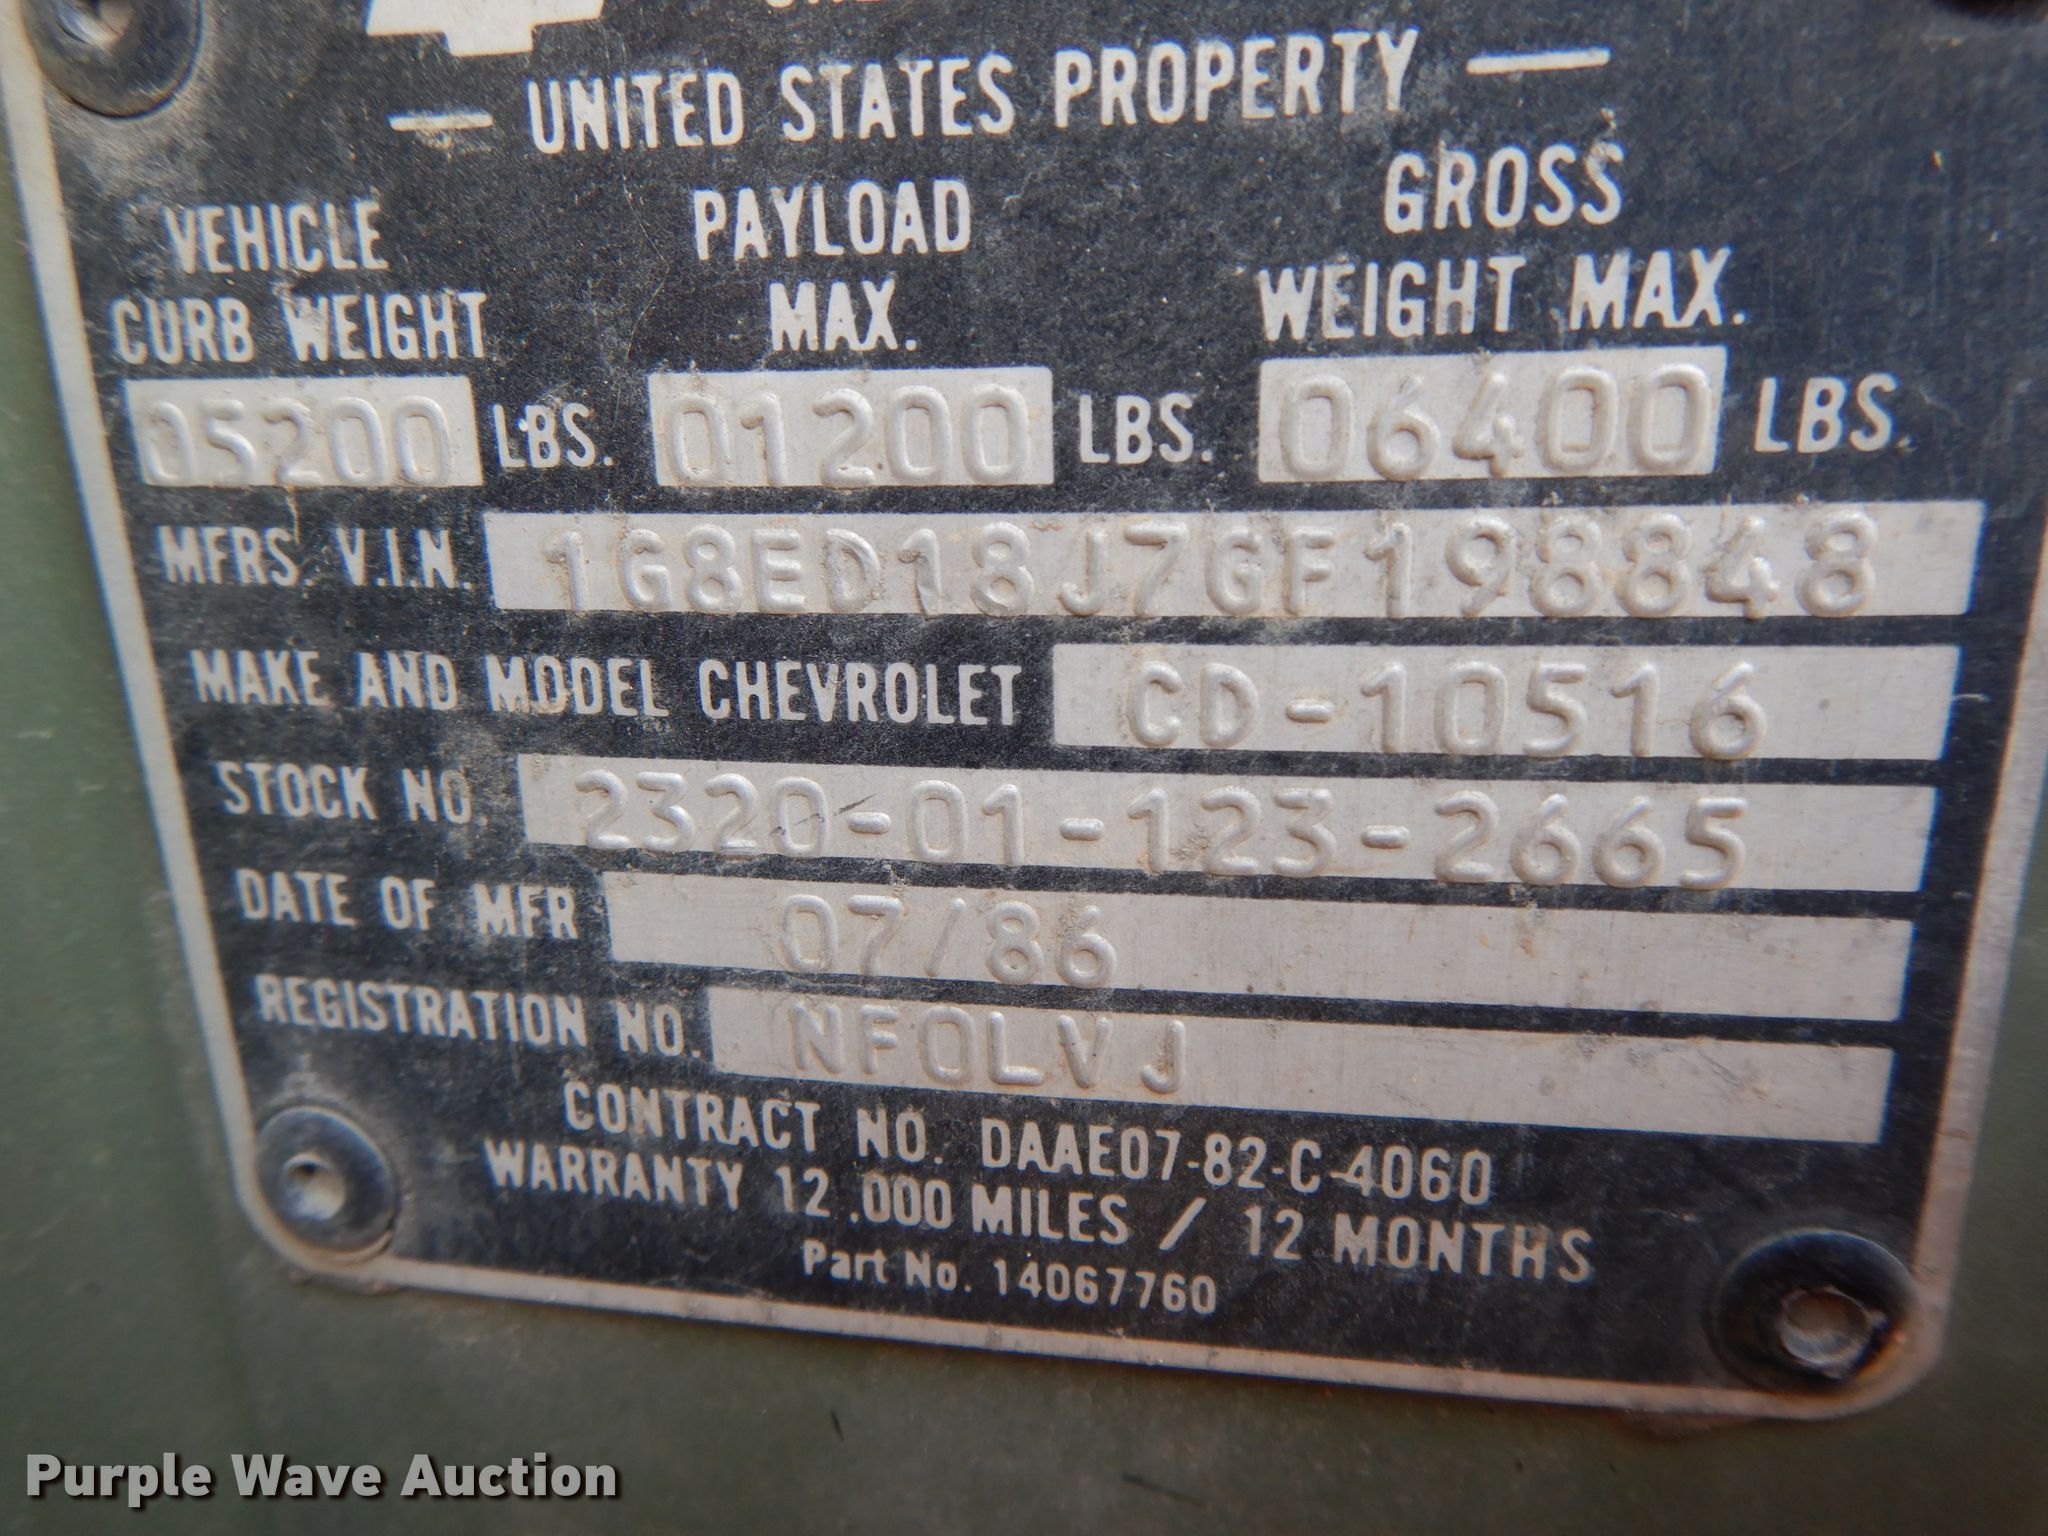 — UNITED STATES PROPERTY —
VEHICLE CURB WEIGHT
PAYLOAD MAX.
GROSS WEIGHT MAX.
05200 LBS. 01200 LBS. 06400 LBS.
MFRS. V.I.N. 1G8ED18J7GF198848
MAKE AND MODEL CHEVROLET CD-10516
STOCK NO. 2320-01-123-2665
DATE OF MFR 07/86
REGISTRATION NO. NF0LVJ
CONTRACT NO. DAAE07-82-C-4060
WARRANTY 12.000 MILES / 12 MONTHS
Part No. 14067760
Purple Wave Auction